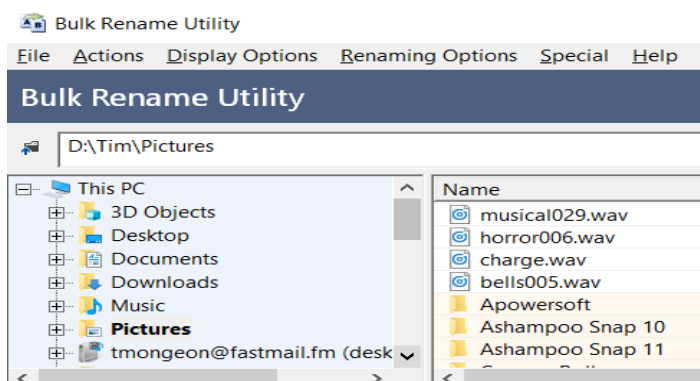 Bulk Rename Utility
File Actions Display Options Renaming Options Special Help
Bulk Rename Utility
D:\Tim\Pictures
This PC
3D Objects
Desktop
Documents
Downloads
Music
Pictures
tmongeon@fastmail.fm (desk
Name
musical029.wav
horror006.wav
charge.wav
bells005.wav
Apowersoft
Ashampoo Snap 10
Ashampoo Snap 11